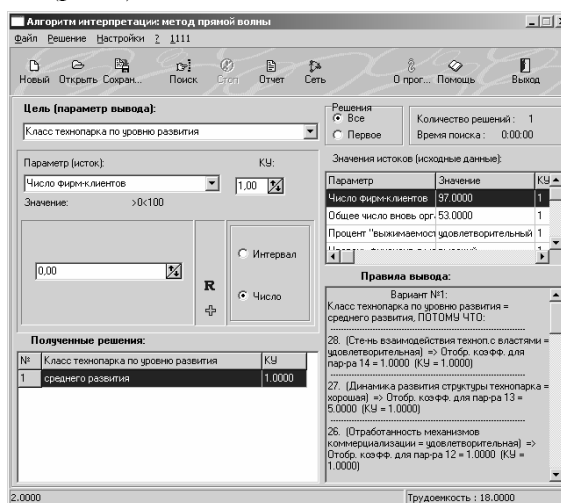 Алгоритм интерпретации: метод прямой волны
Файл Решение Настройки ? 1111
Новый Открыть Сохран... Поиск Стоп Отчет Сеть О прог... Помощь Выход
Цель (параметр вывода):
Класс технопарка по уровню развития
Решения
Все
Первое
Количество решений : 1
Время поиска : 0:00:00
Параметр (исток): КУ:
Число фирм-клиентов 1,00
Значение: >0<100
0,00
R
Интервал
Число
Значения истоков (исходные данные):
Параметр Значение КУ
Число фирм-клиентов 97.0000 1
Общее число вновь орг 53.0000 1
Процент "выживаемост удовлетворительный 1
Полученные решения:
№ Класс технопарка по уровню развития КУ
1 среднего развития 1.0000
Правила вывода:
Вариант №1:
Класс технопарка по уровню развития =
среднего развития, ПОТОМУ ЧТО:
28. (Сте-нь взаимодействия техноп.с властями =
удовлетворительная) => Отобр. коэфф. для
пар-ра 14 = 1.0000 (КУ = 1.0000)
27. (Динамика развития структуры технопарка =
хорошая) => Отобр. коэфф. для пар-ра 13 =
5.0000 (КУ = 1.0000)
26. (Отработанность механизмов
коммерциализации = удовлетворительная) =>
Отобр. коэфф. для пар-ра 12 = 1.0000 (КУ =
1.0000)
2.0000 Трудоемкость : 18.0000